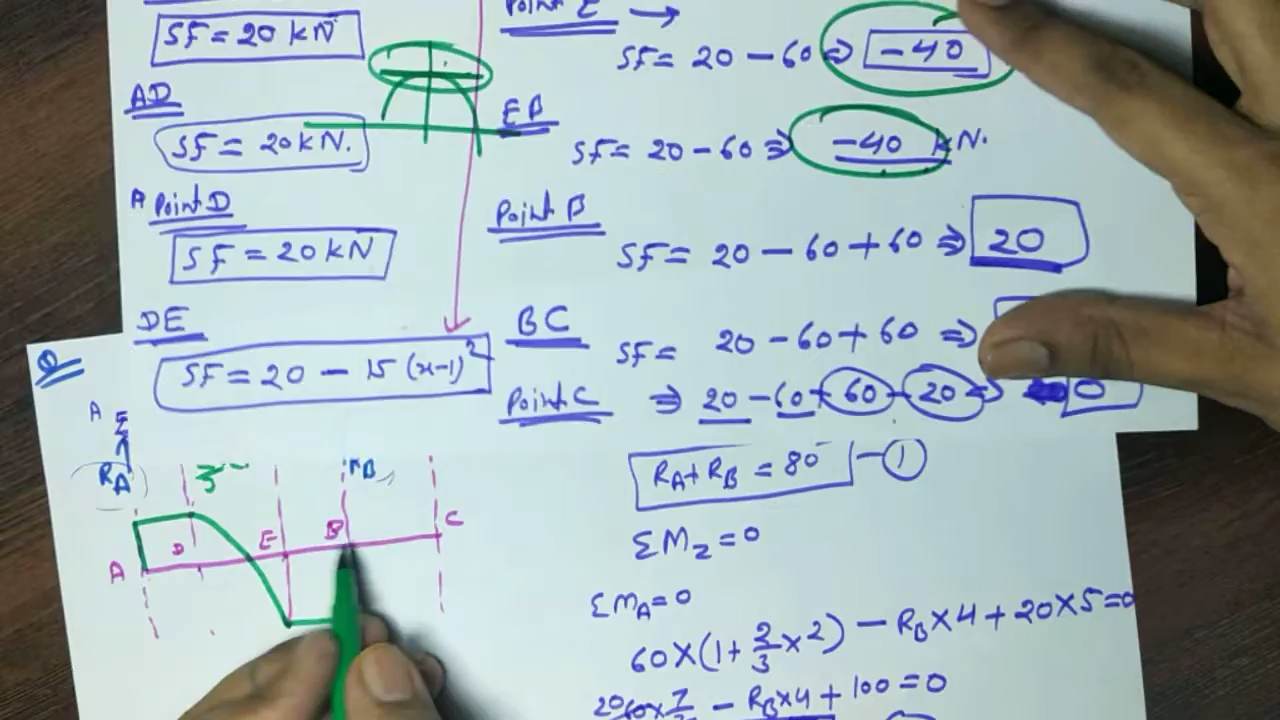 SF = 20 kN
AD
SF = 20 kN.
A Point D
SF = 20 kN
DE
SF = 20 - 15 (x-1)²
Point E →
SF = 20 - 60 ⇒ -40
EB
SF = 20 - 60 ⇒ -40 kN.
Point B
SF = 20 - 60 + 60 ⇒ 20
BC
SF = 20 - 60 + 60 ⇒
Point C ⇒ 20 - 60 + 60 - 20 ⇒ 0
Q
A
RA
RB
A D E B C
RA + RB = 80 - ①
ΣMz = 0
ΣMA = 0
60 × (1 + 2/3 × 2) - RB × 4 + 20 × 5 = 0
- RB × 4 + 100 = 0